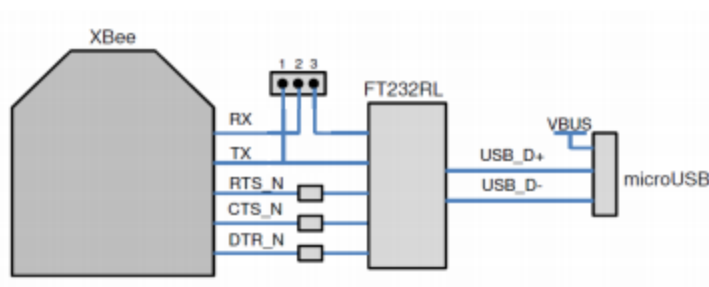 XBee
1 2 3
FT232RL
RX
VBUS
TX
USB_D+
microUSB
RTS_N
USB_D-
CTS_N
DTR_N